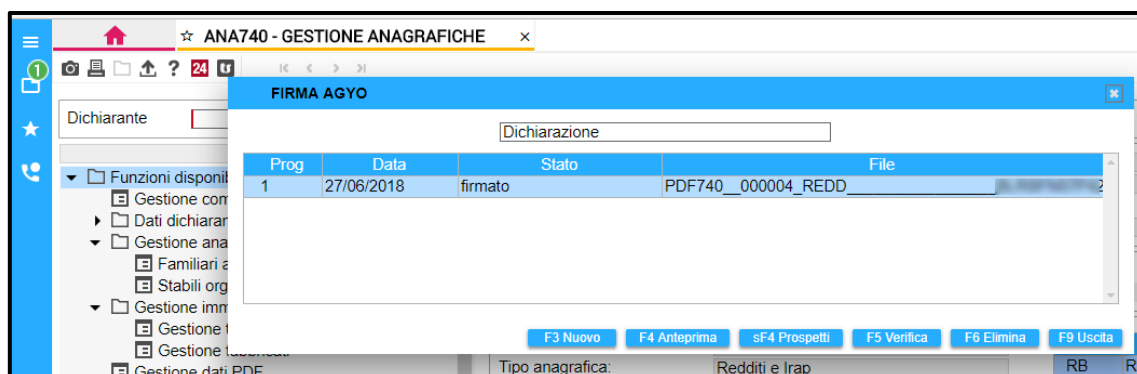 ANA740 - GESTIONE ANAGRAFICHE
1
? 24
FIRMA AGYO
Dichiarante
Dichiarazione
Prog Data Stato File
1 27/06/2018 firmato PDF740__000004_REDD
Funzioni disponib
Gestione com
Dati dichiarar
Gestione ana
Familiari a
Stabili org
Gestione imm
Gestione
Gestione fabbricati
Gestione dati PDF
F3 Nuovo F4 Anteprima sF4 Prospetti F5 Verifica F6 Elimina F9 Uscita
Tipo anagrafica: Redditi e Irap RB R